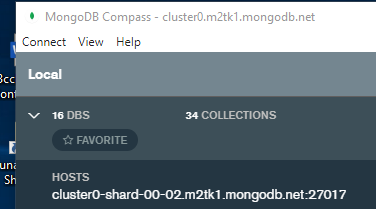 MongoDB Compass - cluster0.m2tk1.mongodb.net
Connect View Help
Local
16 DBS 34 COLLECTIONS
☆ FAVORITE
HOSTS
cluster0-shard-00-02.m2tk1.mongodb.net:27017